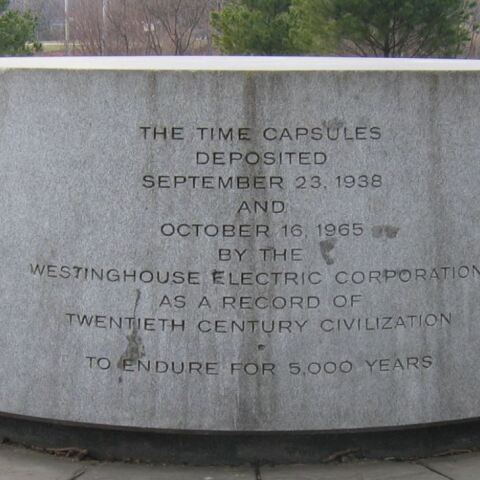 THE TIME CAPSULES
DEPOSITED
SEPTEMBER 23, 1938
AND
OCTOBER 16, 1965
BY THE
WESTINGHOUSE ELECTRIC CORPORATION
AS A RECORD OF
TWENTIETH CENTURY CIVILIZATION
TO ENDURE FOR 5,000 YEARS